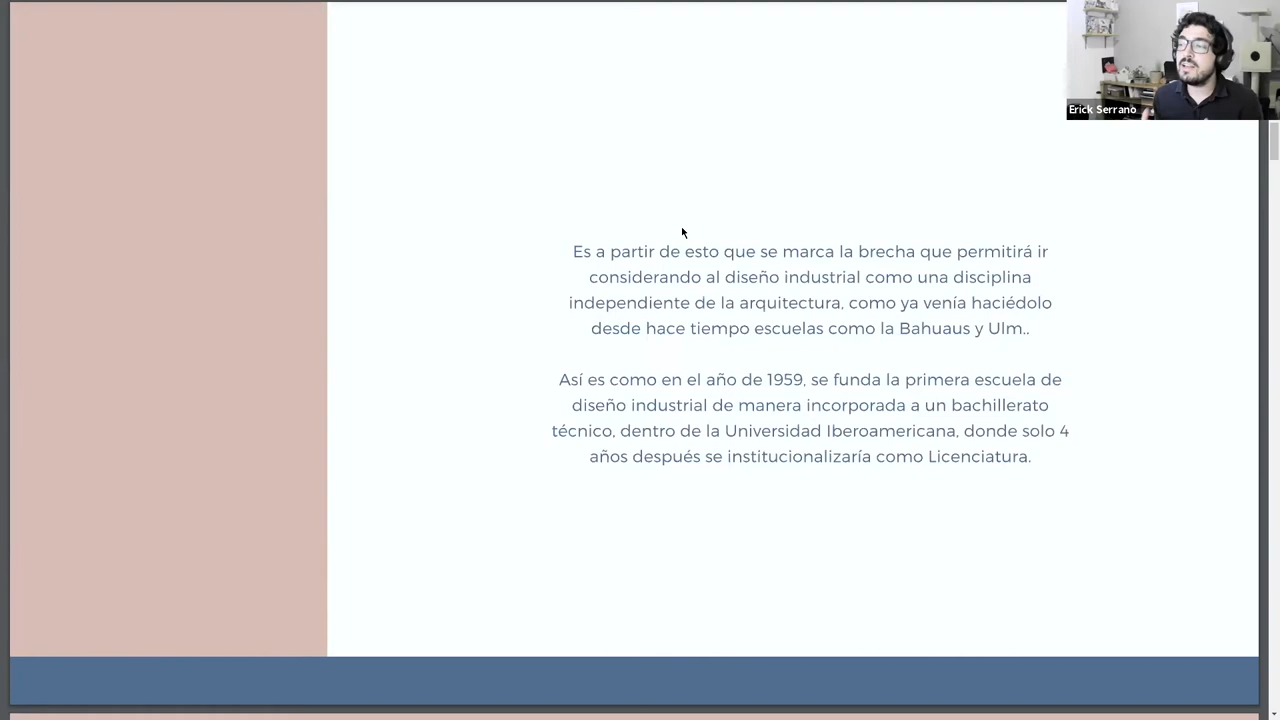 Erick Serrano
Es a partir de esto que se marca la brecha que permitirá ir
considerando al diseño industrial como una disciplina
independiente de la arquitectura, como ya venía haciédolo
desde hace tiempo escuelas como la Bahuaus y Ulm..
Así es como en el año de 1959, se funda la primera escuela de
diseño industrial de manera incorporada a un bachillerato
técnico, dentro de la Universidad Iberoamericana, donde solo 4
años después se institucionalizaría como Licenciatura.